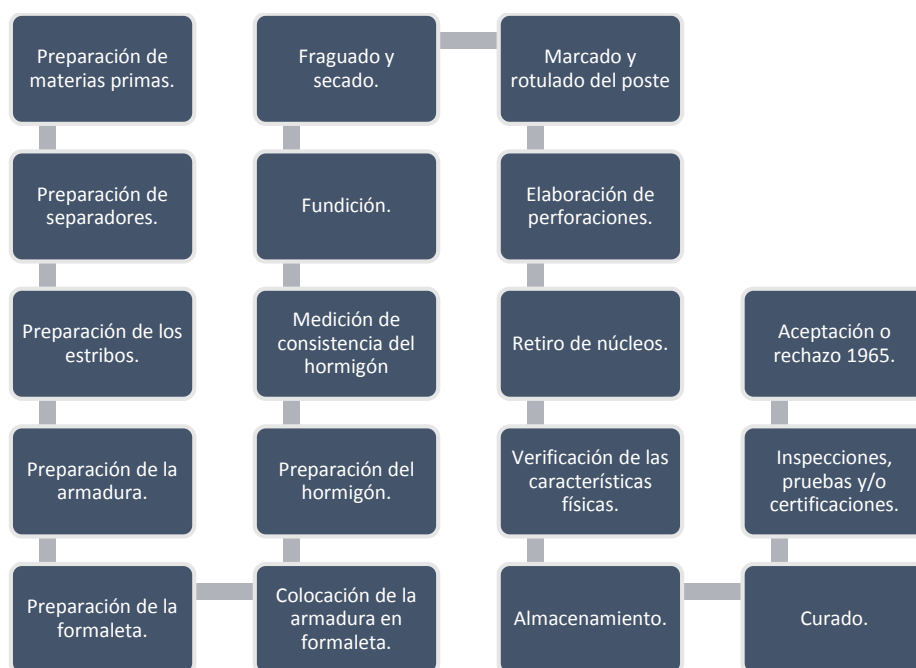 Preparación de
materias primas.
Preparación de
separadores.
Preparación de los
estribos.
Preparación de la
armadura.
Preparación de la
formaleta.
Colocación de la
armadura en
formaleta.
Preparación del
hormigón.
Medición de
consistencia del
hormigón
Fundición.
Fraguado y
secado.
Marcado y
rotulado del poste
Elaboración de
perforaciones.
Retiro de núcleos.
Verificación de las
características
físicas.
Almacenamiento.
Curado.
Inspecciones,
pruebas y/o
certificaciones.
Aceptación o
rechazo 1965.